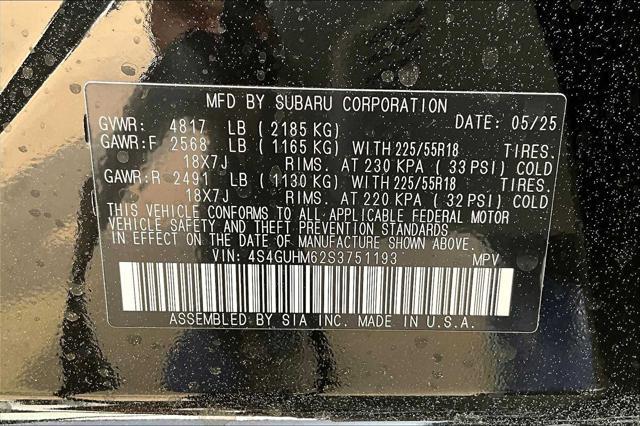 MFD BY SUBARU CORPORATION
GVWR: 4817 LB (2185 KG) DATE: 05/25
GAWR:F 2568 LB (1165 KG) WITH 225/55R18 TIRES.
18X7J RIMS. AT 230 KPA (33 PSI) COLD
GAWR:R 2491 LB (1130 KG) WITH 225/55R18 TIRES.
18X7J RIMS. AT 220 KPA (32 PSI) COLD
THIS VEHICLE CONFORMS TO ALL APPLICABLE FEDERAL MOTOR
VEHICLE SAFETY AND THEFT PREVENTION STANDARDS
IN EFFECT ON THE DATE OF MANUFACTURE SHOWN ABOVE.
VIN: 4S4GUHM62S3751193 MPV
ASSEMBLED BY SIA INC. MADE IN U.S.A.